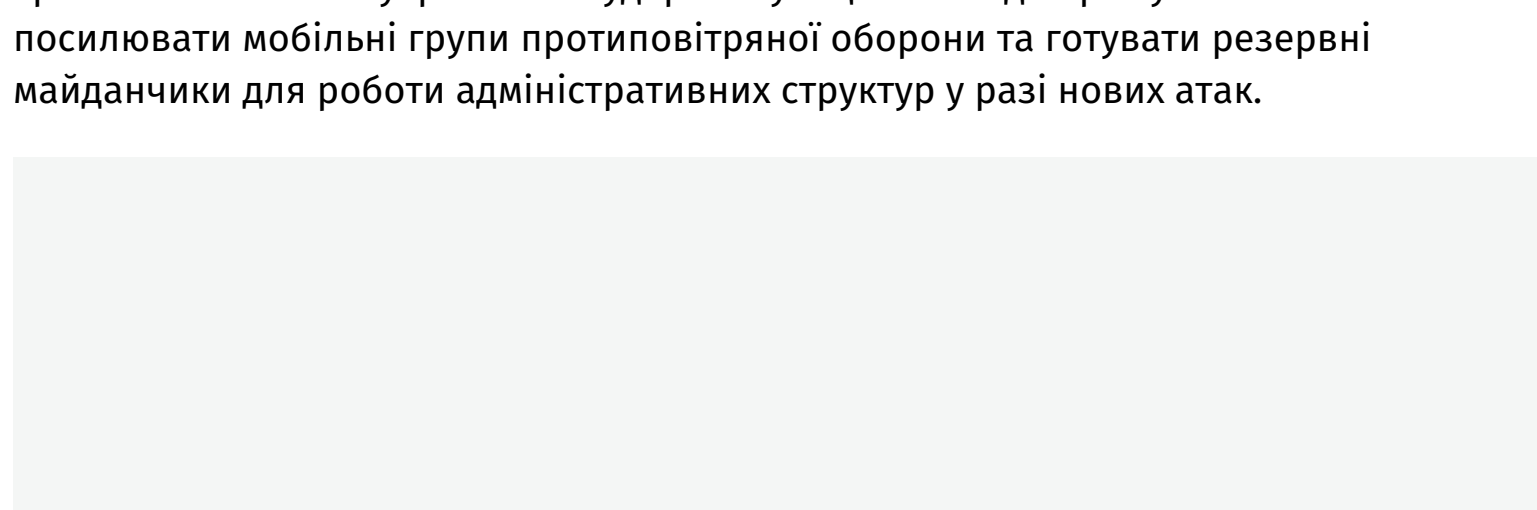 посилювати мобільні групи протиповітряної оборони та готувати резервні
майданчики для роботи адміністративних структур у разі нових атак.